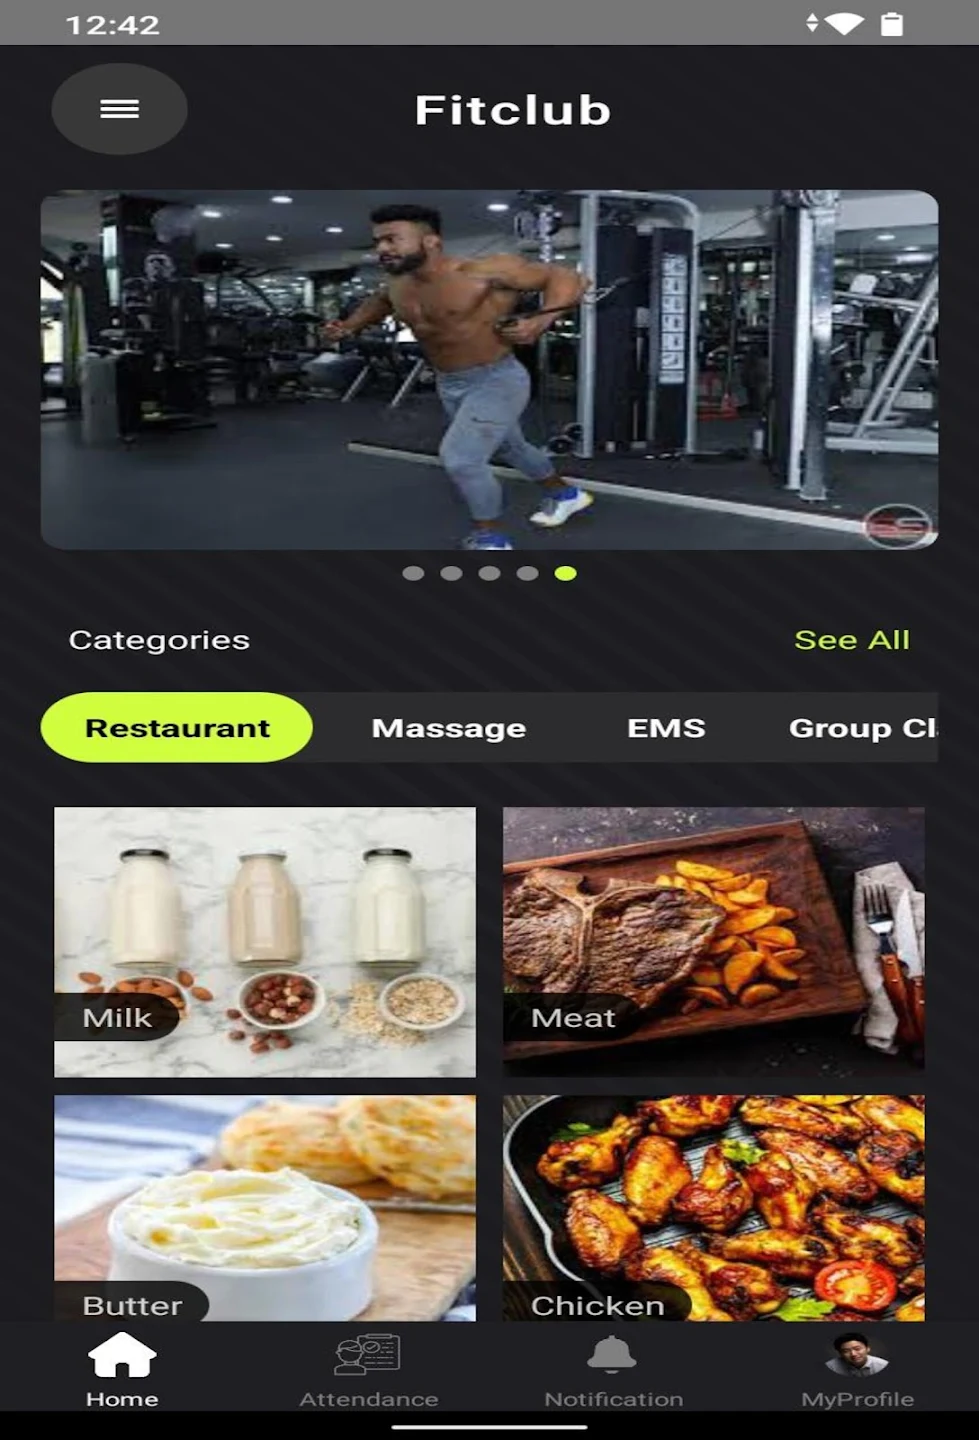 12:42
Fitclub
Categories
See All
Restaurant
Massage
EMS
Group Cl
Milk
Meat
Butter
Chicken
Home
Attendance
Notification
MyProfile